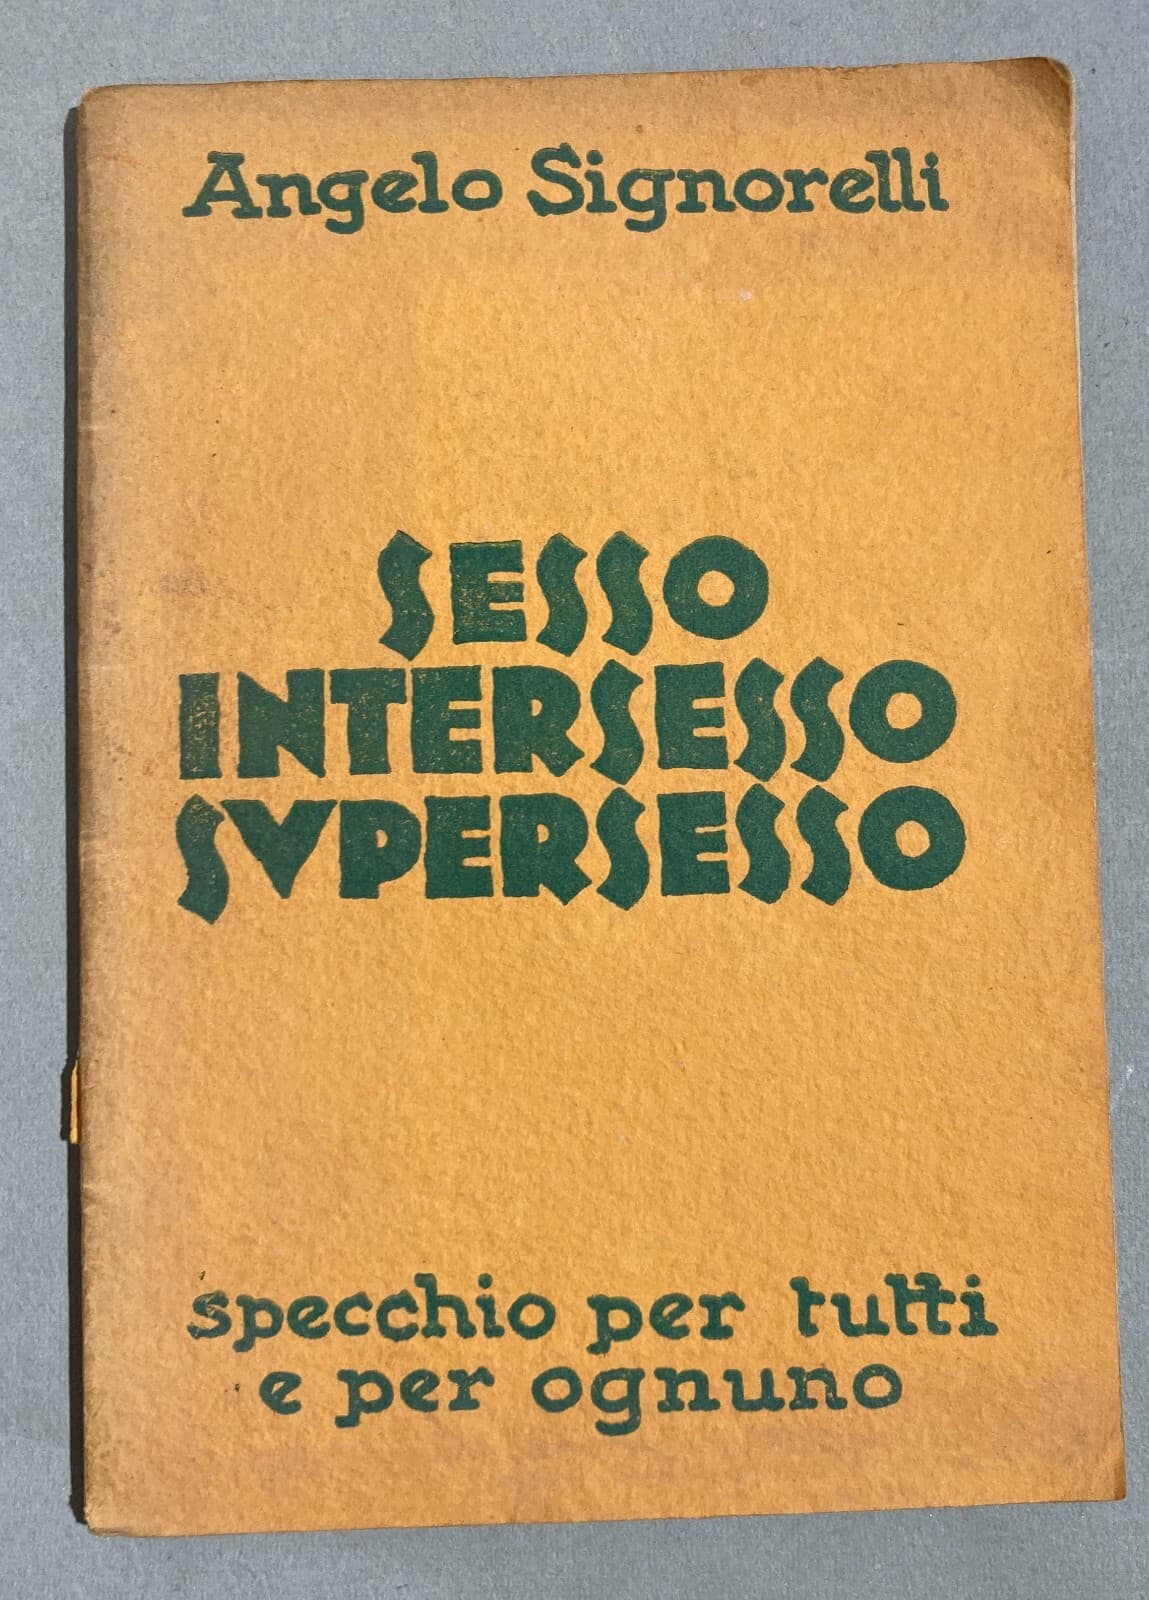 Angelo Signorelli
SESSO
INTERSESSO
SVPERSESSO
specchio per tutti
e per ognuno